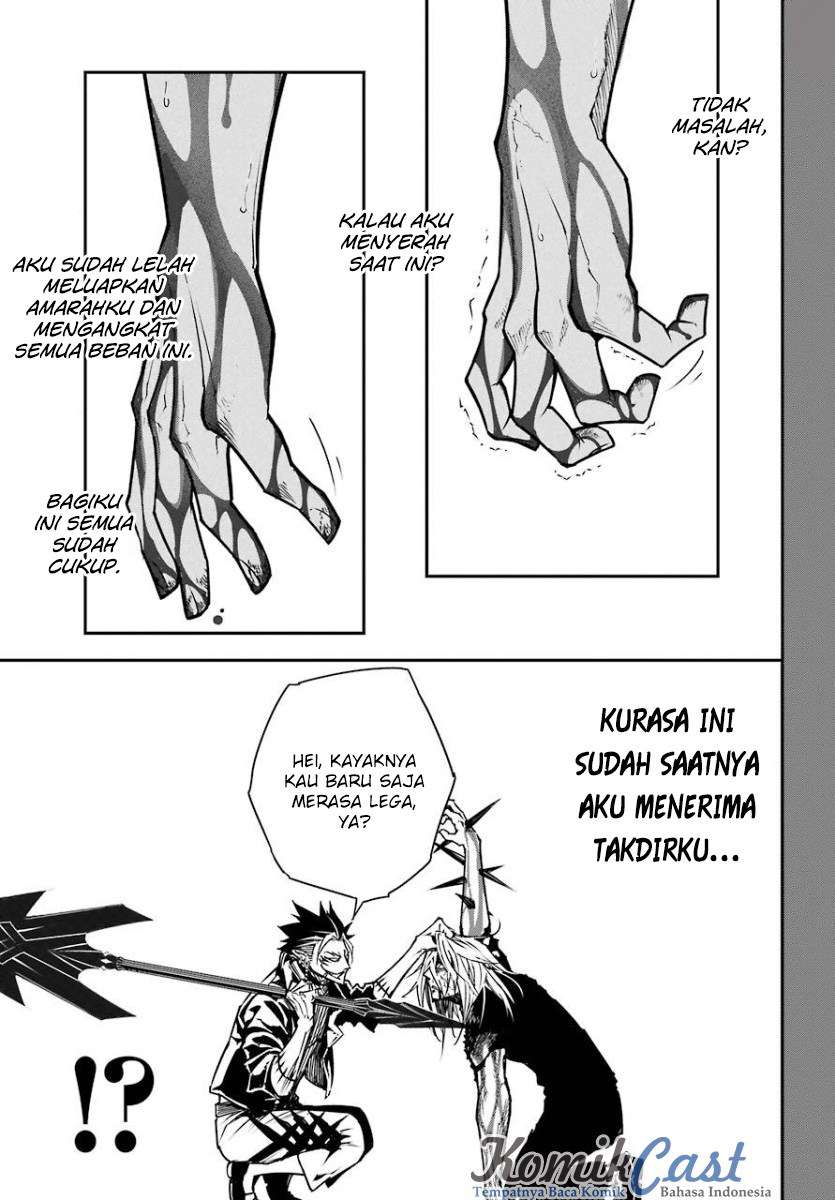 TIDAK
MASALAH,
KAN?
KALAU AKU
MENYERAH
SAAT INI?
AKU SUDAH LELAH
MELUAPKAN
AMARAHKU DAN
MENGANGKAT
SEMUA BEBAN INI.
BAGIKU
INI SEMUA
SUDAH
CUKUP.
KURASA INI
SUDAH SAATNYA
AKU MENERIMA
TAKDIRKU...
HEI, KAYAKNYA
KAU BARU SAJA
MERASA LEGA,
YA?
!?
KomikCast
Tempatnya Baca Komik Bahasa Indonesia